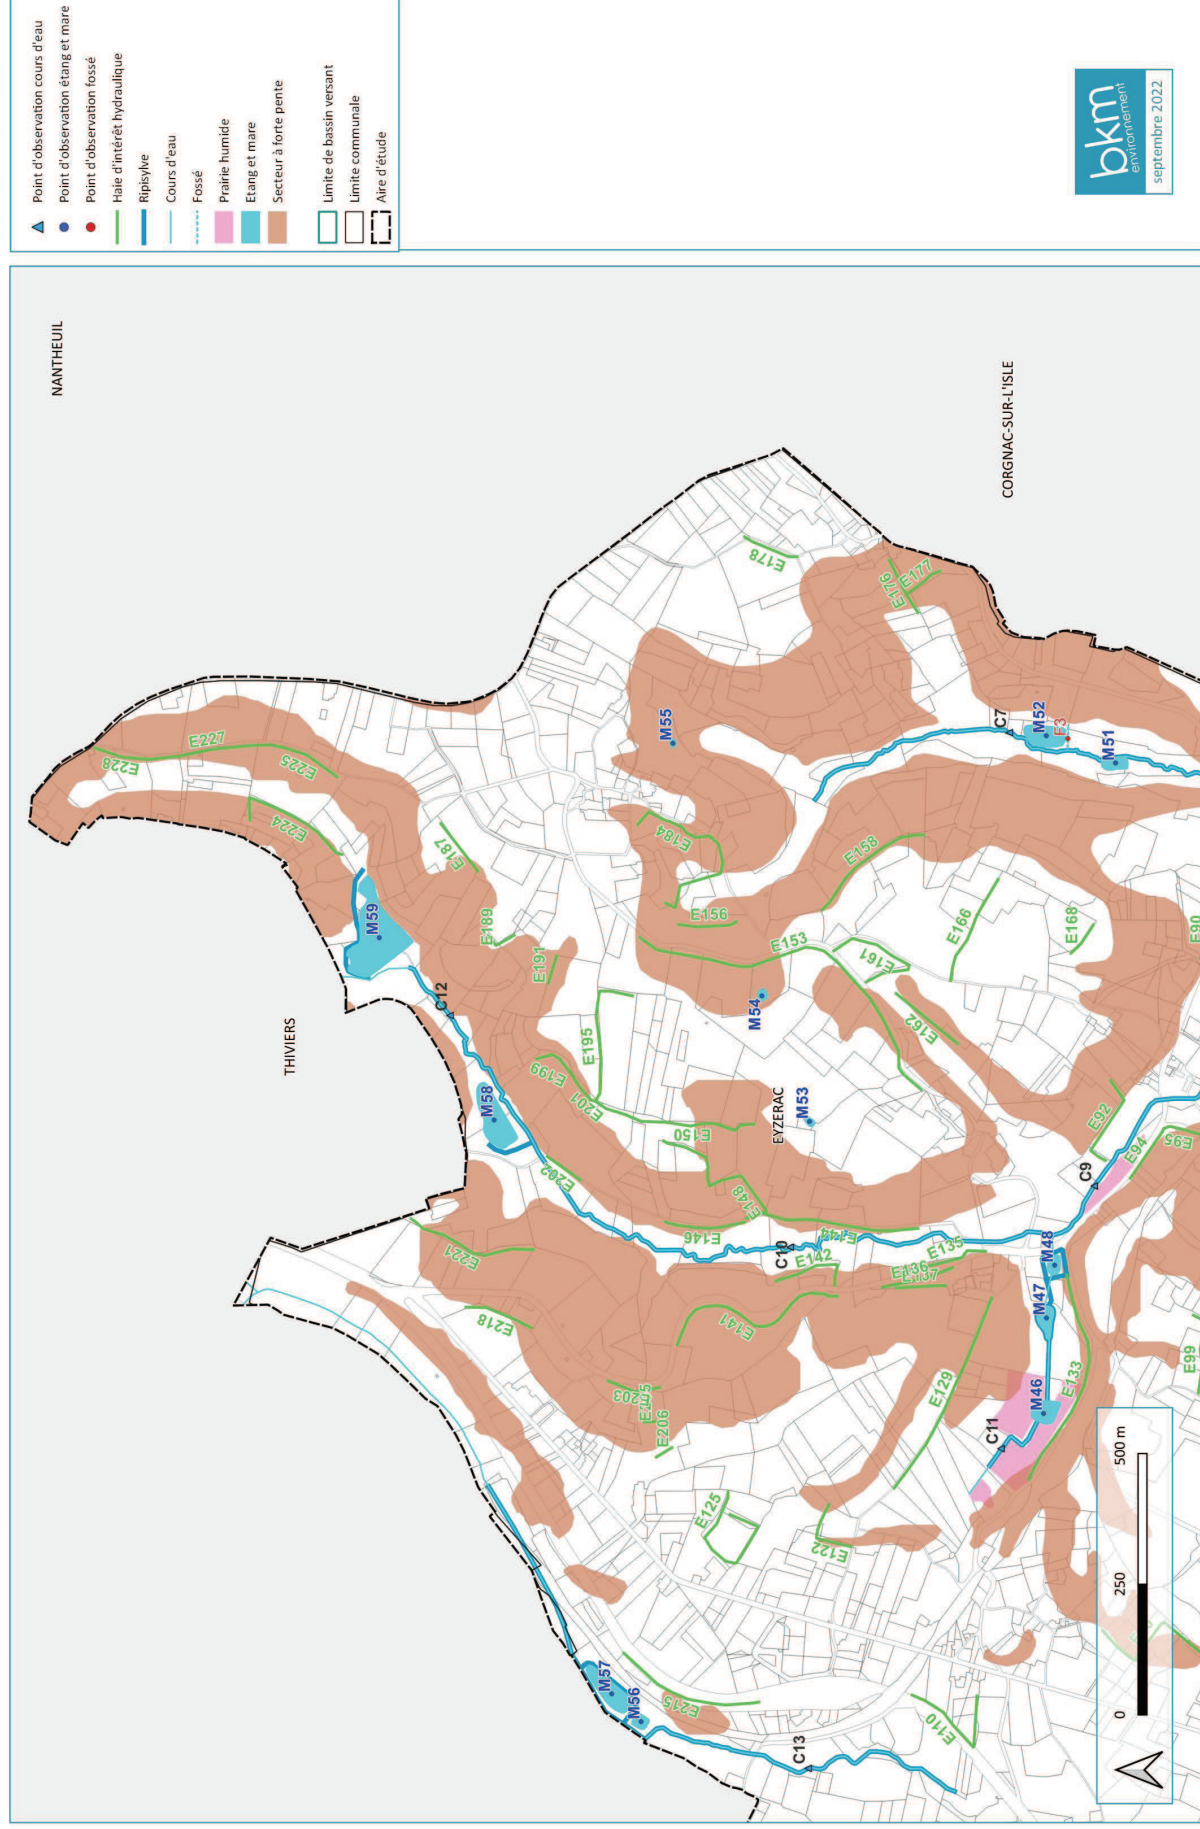 Point d'observation cours d'eau
Point d'observation étang et mare
Point d'observation fossé
Haie d'intérêt hydraulique
Ripisylve
Cours d'eau
Fossé
Prairie humide
Etang et mare
Secteur à forte pente
Limite de bassin versant
Limite communale
Aire d'étude
bkm
environnement
septembre 2022
NANTHEUIL
THIVIERS
CORGNAC-SUR-L'ISLE
EYZERAC
E228
E227
E225
E224
M59
E187
E189
E191
C12
M58
E195
E199
E201
E202
E178
E176
E177
M55
C7
M52
F3
M51
E184
E158
E156
E153
E166
E168
E90
E161
E162
M54
M53
E150
E148
E146
E144
E92
E94
E95
C9
C10
E142
E135
E136
E137
M48
M47
M46
E133
E99
C11
E129
E141
E221
E218
E203
E206
E125
E122
M57
M56
E215
E110
C13
0
250
500 m